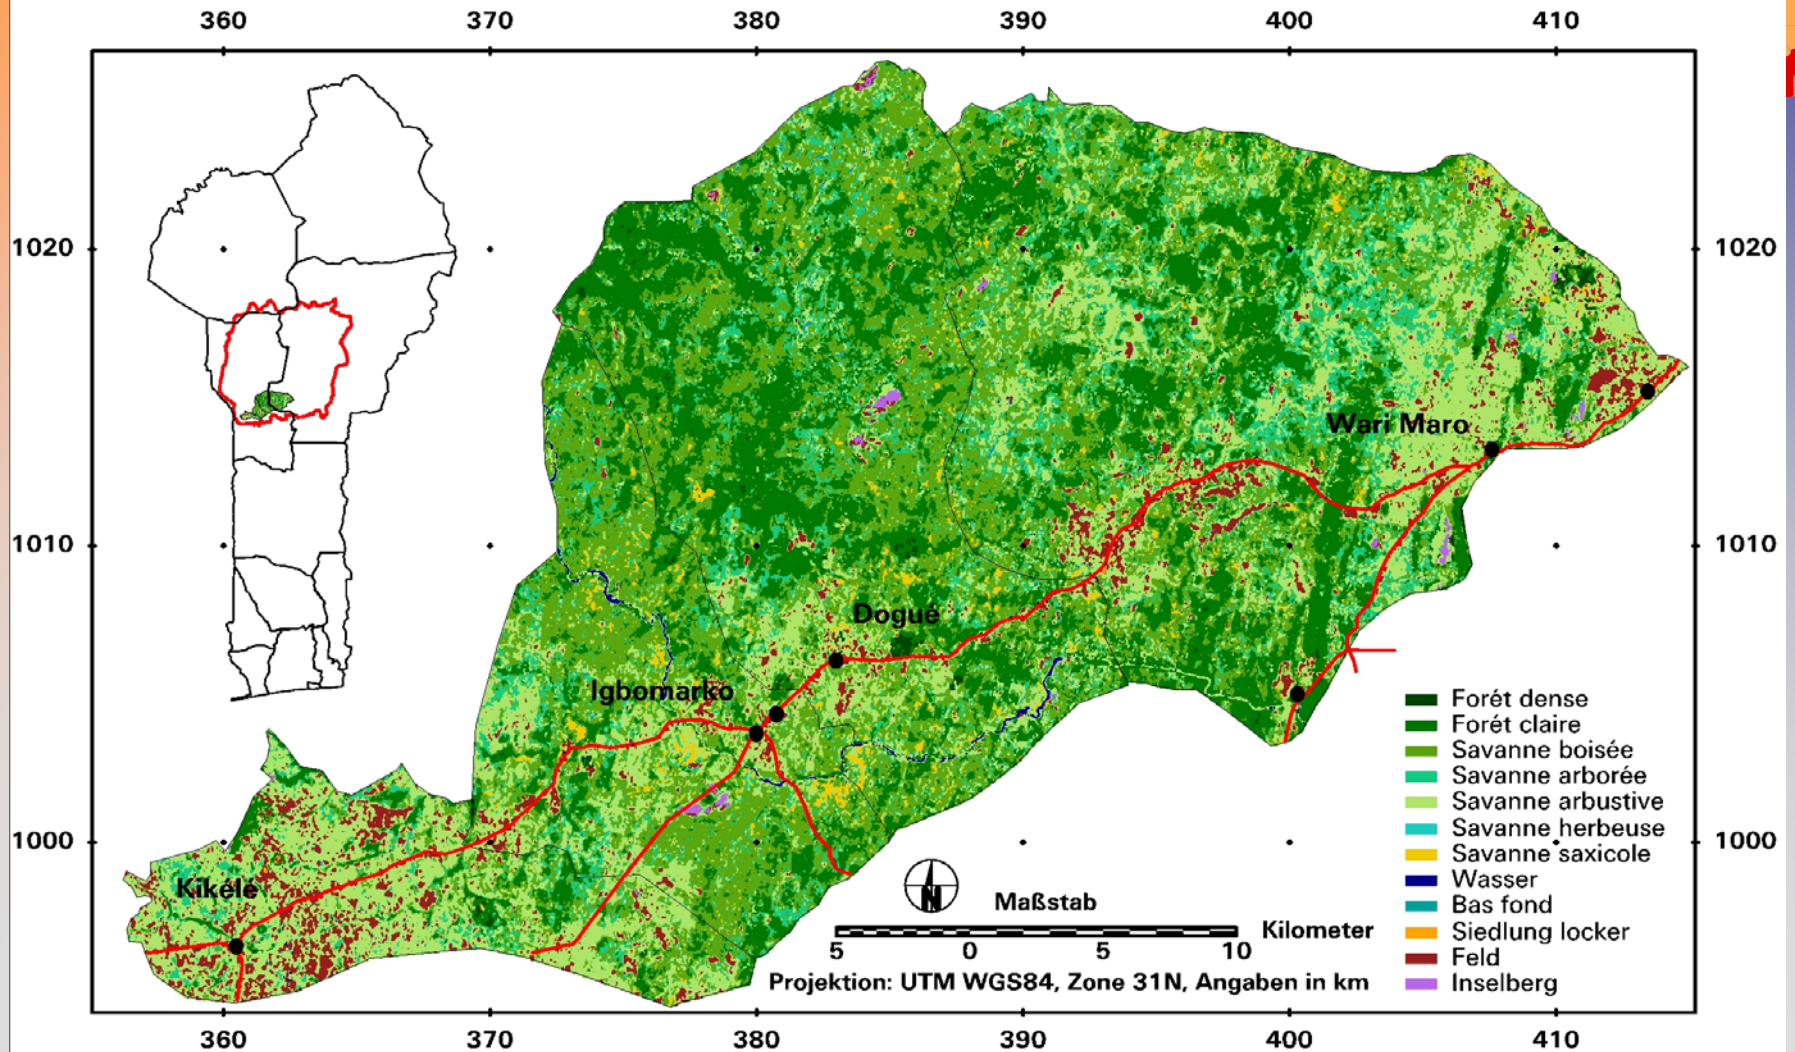 360 370 380 390 400 410
1020 1020
Wari Maro
1010 1010
Dogué
Igbomarko
Forét dense
Forét claire
Savanne boisée
Savanne arborée
Savanne arbustive
Savanne herbeuse
Savanne saxicole
Wasser
Bas fond
Siedlung locker
Feld
Inselberg
1000 1000
Kikélé
N
Maßstab
5 0 5 10 Kilometer
Projektion: UTM WGS84, Zone 31N, Angaben in km
360 370 380 390 400 410